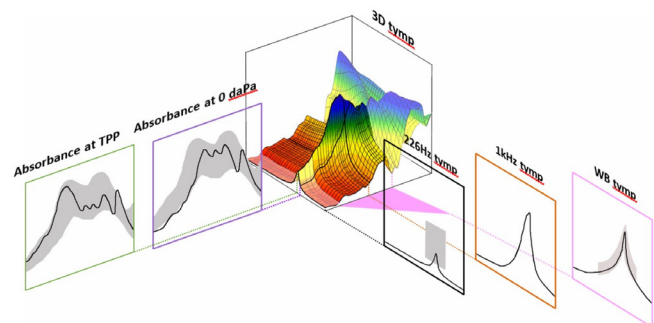 3D tymp
Absorbance at 0 daPa
Absorbance at TPP
226Hz tymp
1kHz tymp
WB tymp